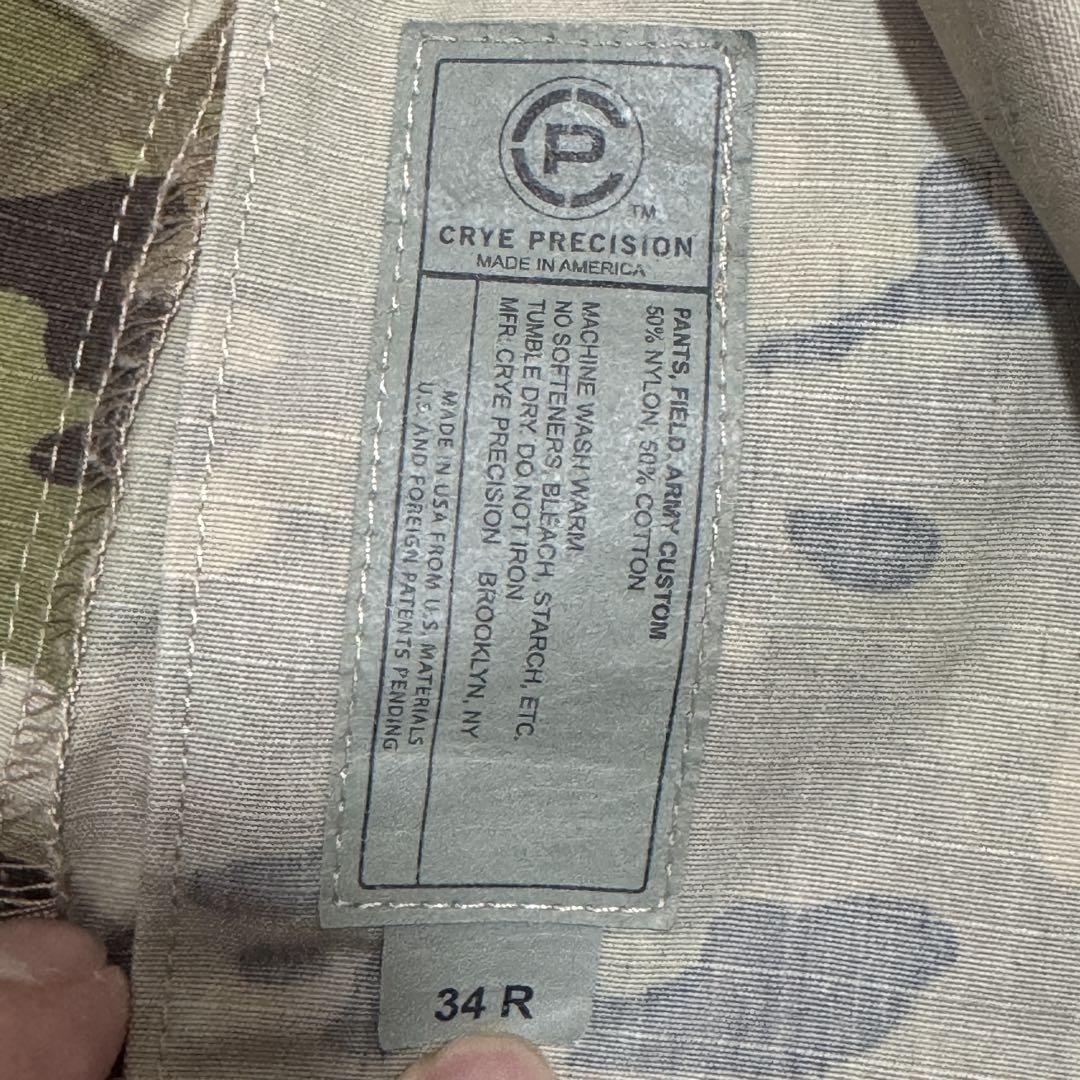 CP
TM
CRYE PRECISION
MADE IN AMERICA
PANTS, FIELD, ARMY CUSTOM
50% NYLON, 50% COTTON
MACHINE WASH WARM.
NO SOFTENERS, BLEACH, STARCH, ETC.
TUMBLE DRY. DO NOT IRON
MFR: CRYE PRECISION BROOKLYN, NY
MADE IN USA FROM U.S. MATERIALS
U.S. AND FOREIGN PATENTS PENDING
34 R